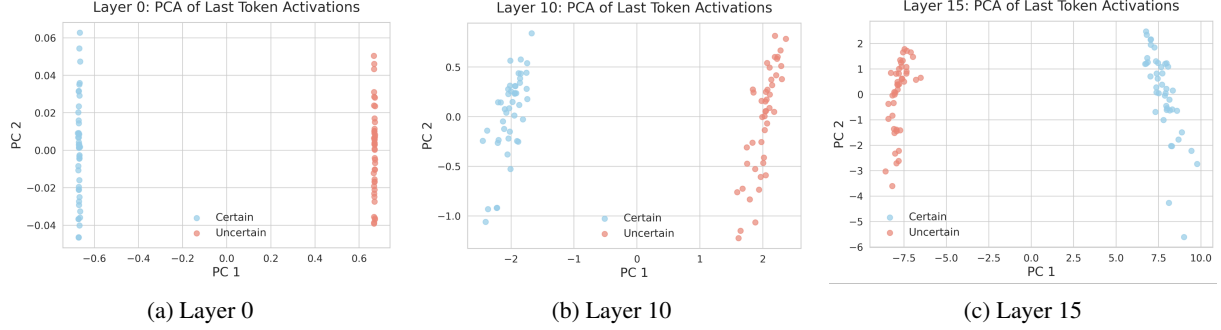 Layer 0: PCA of Last Token Activations
PC 2
0.06
0.04
0.02
0.00
−0.02
−0.04
−0.6 −0.4 −0.2 0.0 0.2 0.4 0.6
PC 1
Certain
Uncertain
(a) Layer 0
Layer 10: PCA of Last Token Activations
PC 2
0.5
0.0
−0.5
−1.0
−2 −1 0 1 2
PC 1
Certain
Uncertain
(b) Layer 10
Layer 15: PCA of Last Token Activations
PC 2
2
1
0
−1
−2
−3
−4
−5
−6
−7.5 −5.0 −2.5 0.0 2.5 5.0 7.5 10.0
PC 1
Certain
Uncertain
(c) Layer 15